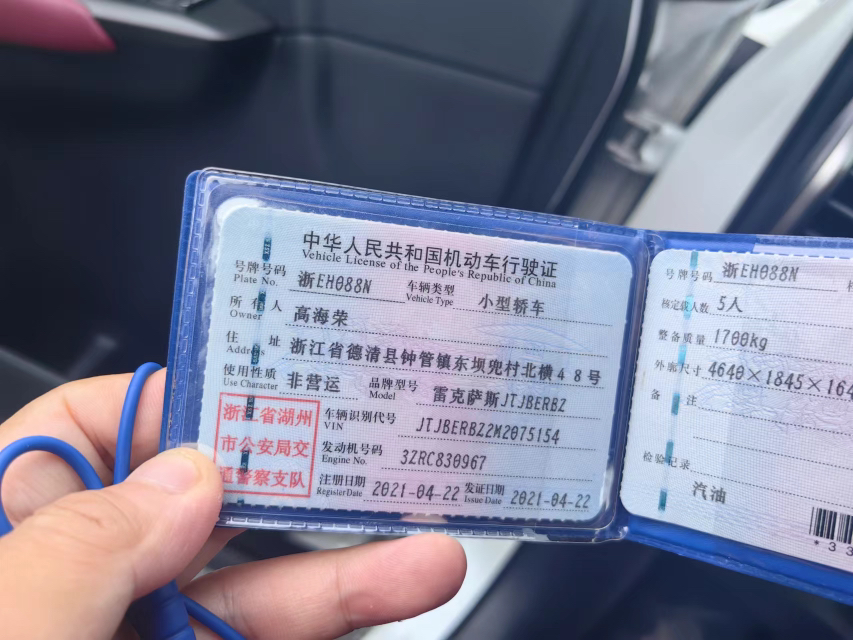 中华人民共和国机动车行驶证
Vehicle License of the People's Republic of China
号牌号码 浙EH088N 车辆类型 小型轿车
Plate No. Vehicle Type
所有人 高海荣
Owner
住址 浙江省德清县钟管镇东坝兜村北横48号
Address
使用性质 非营运 品牌型号 雷克萨斯JTJBERBZ
Use Character Model
浙江省湖州
市公安局交
通警察支队
车辆识别代号 JTJBERBZ2M2075154
VIN
发动机号码 3ZRC830967
Engine No.
注册日期 2021-04-22 发证日期 2021-04-22
Register Date Issue Date
号牌号码 浙EH088N
核定载人数 5人
整备质量 1700kg
外廓尺寸 4640×1845×164
备注
检验记录
汽油
*33